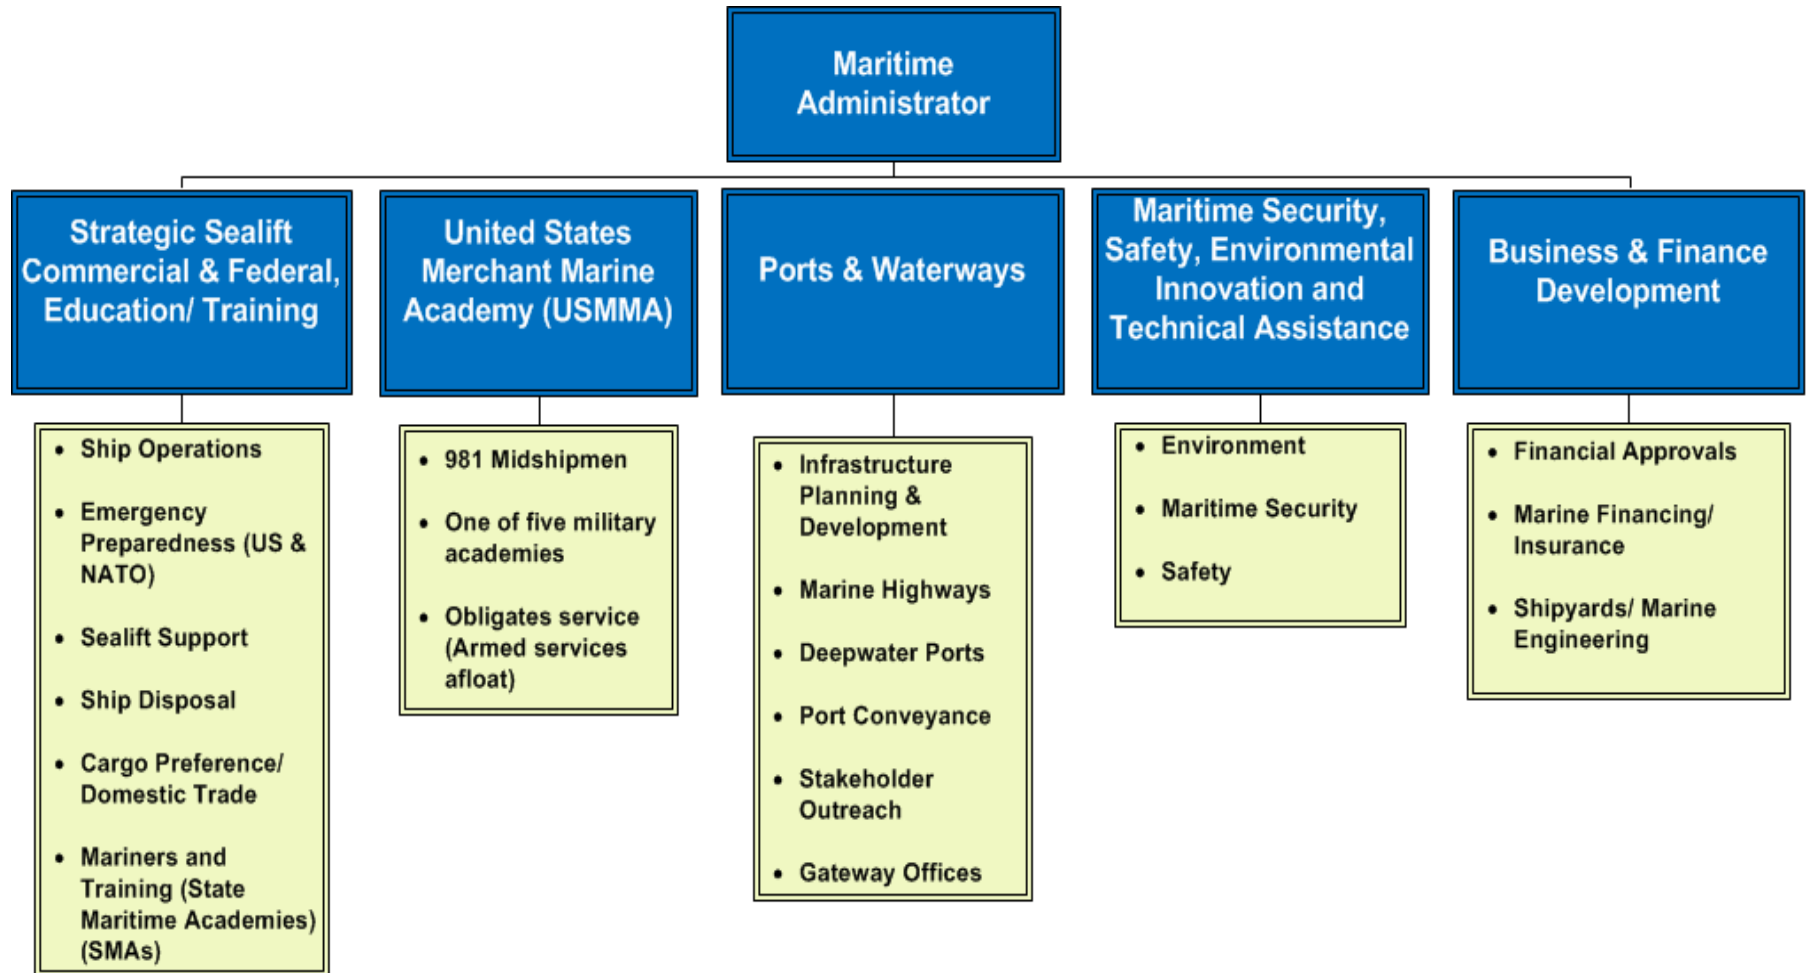 Maritime
Administrator
Strategic Sealift
Commercial & Federal,
Education/ Training
United States
Merchant Marine
Academy (USMMA)
Ports & Waterways
Maritime Security,
Safety, Environmental
Innovation and
Technical Assistance
Business & Finance
Development
• Ship Operations
• Emergency
Preparedness (US &
NATO)
• Sealift Support
• Ship Disposal
• Cargo Preference/
Domestic Trade
• Mariners and
Training (State
Maritime Academies)
(SMAs)
• 981 Midshipmen
• One of five military
academies
• Obligates service
(Armed services
afloat)
• Infrastructure
Planning &
Development
• Marine Highways
• Deepwater Ports
• Port Conveyance
• Stakeholder
Outreach
• Gateway Offices
• Environment
• Maritime Security
• Safety
• Financial Approvals
• Marine Financing/
Insurance
• Shipyards/ Marine
Engineering